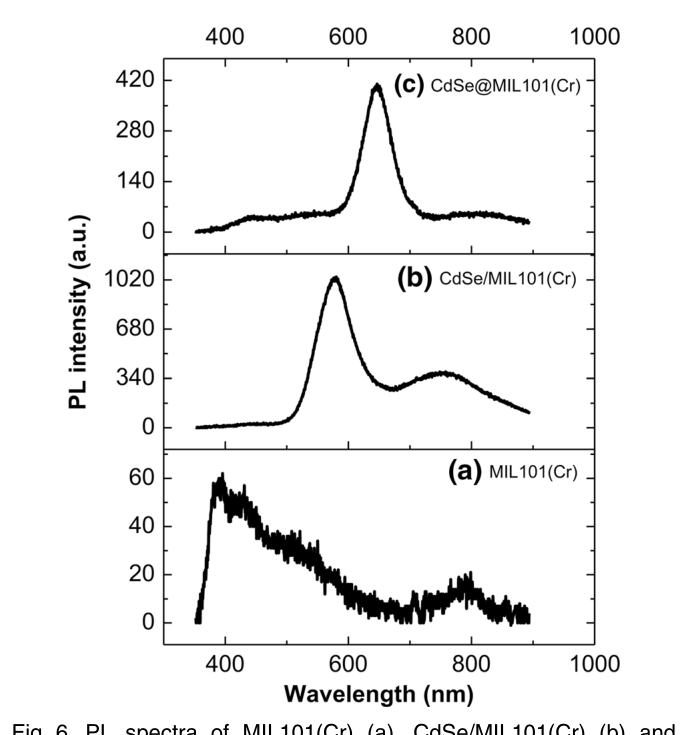 400 600 800 1000
420
(c) CdSe@MIL101(Cr)
280
140
0
1020
(b) CdSe/MIL101(Cr)
680
340
0
PL intensity (a.u.)
60
(a) MIL101(Cr)
40
20
0
400 600 800 1000
Wavelength (nm)
Fig. 6. PL spectra of MIL101(Cr) (a), CdSe/MIL101(Cr) (b) and